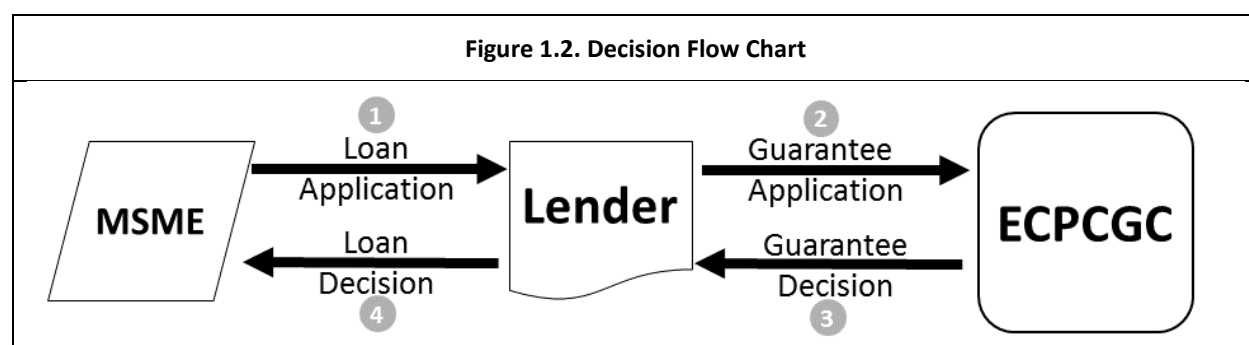 Figure 1.2. Decision Flow Chart
1
Loan
Application
2
Guarantee
Application
MSME
Lender
ECPCGC
Loan
Decision
4
Guarantee
Decision
3